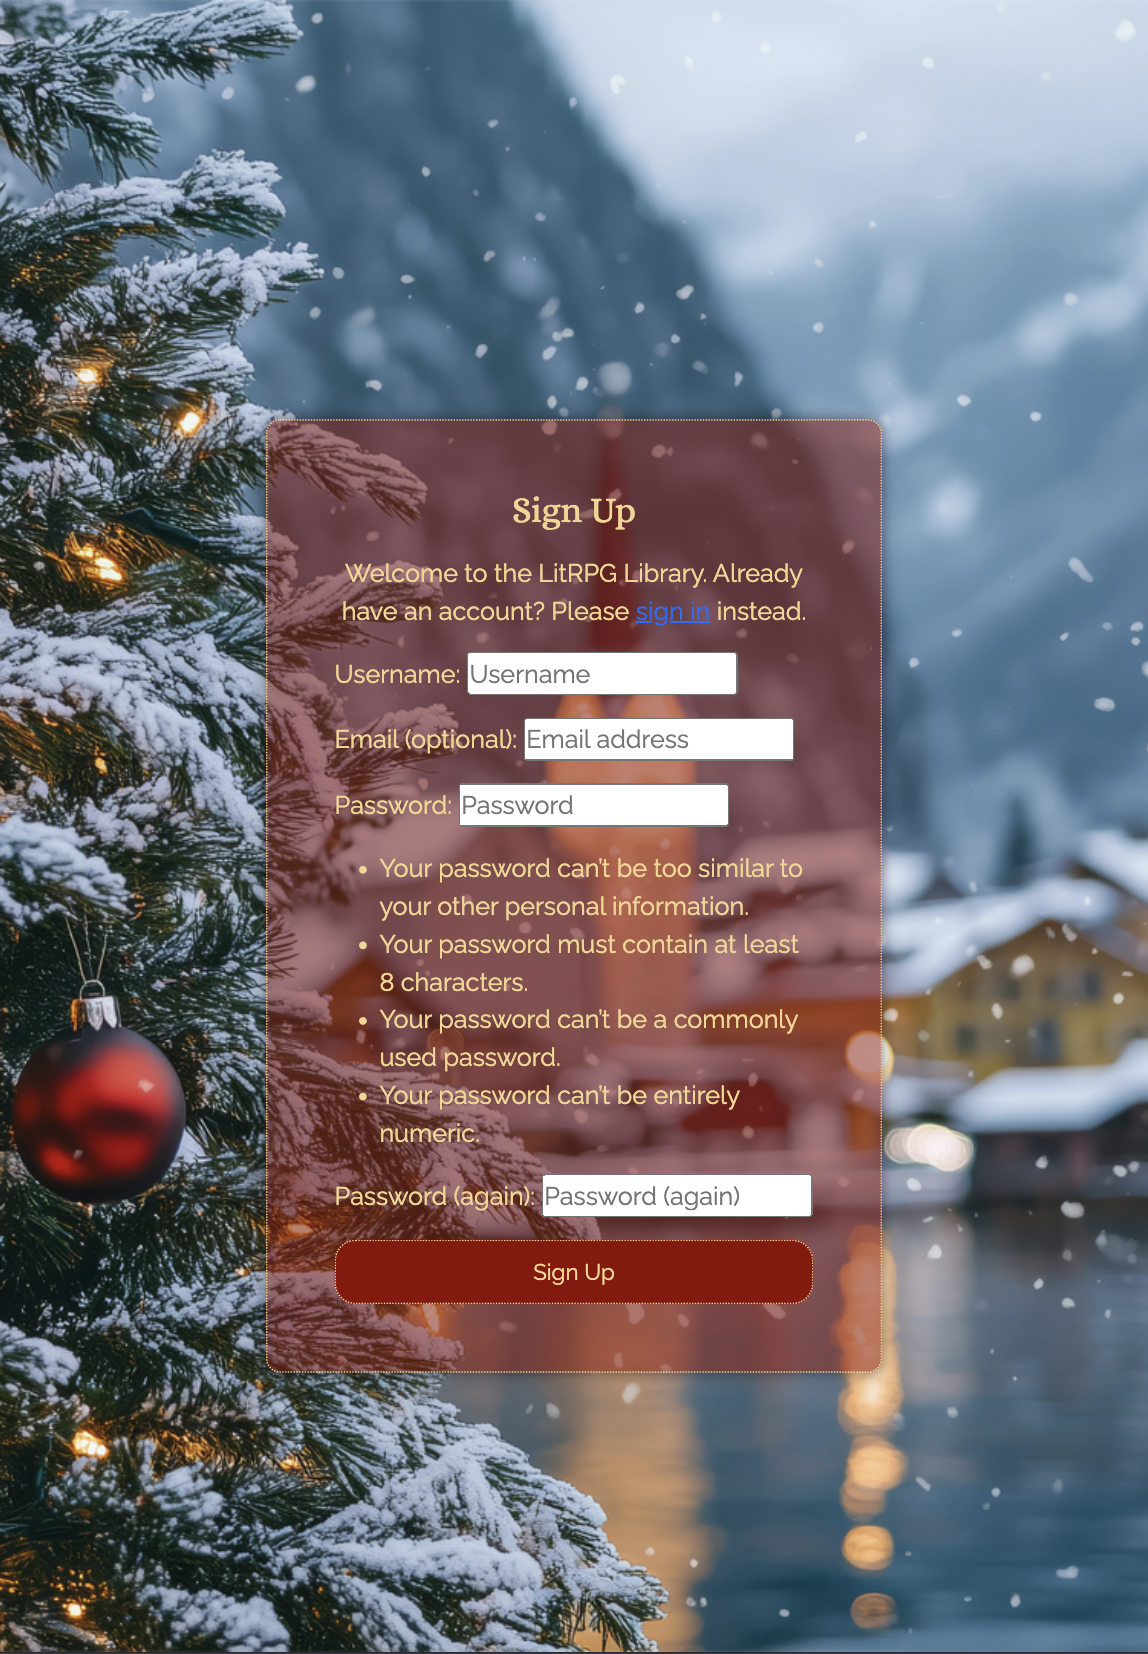 Sign Up
Welcome to the LitRPG Library. Already
have an account? Please sign in instead.
Username: Username
Email (optional): Email address
Password: Password
• Your password can’t be too similar to
your other personal information.
• Your password must contain at least
8 characters.
• Your password can’t be a commonly
used password.
• Your password can’t be entirely
numeric.
Password (again): Password (again)
Sign Up